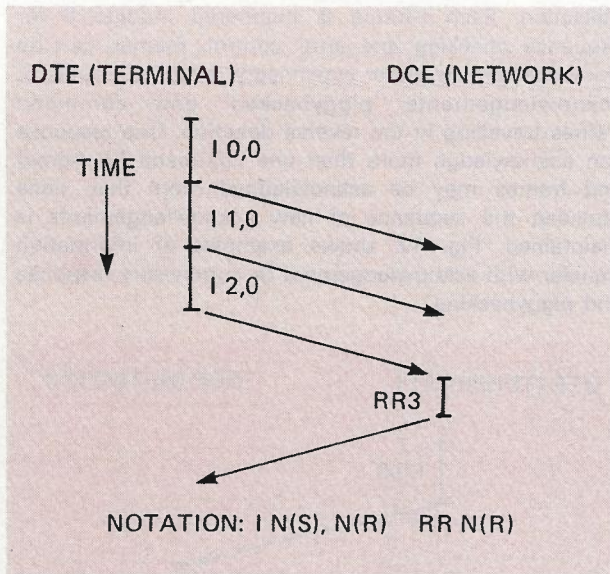 DTE (TERMINAL) DCE (NETWORK)
TIME
I 0,0
I 1,0
I 2,0
RR3
NOTATION: I N(S), N(R) RR N(R)